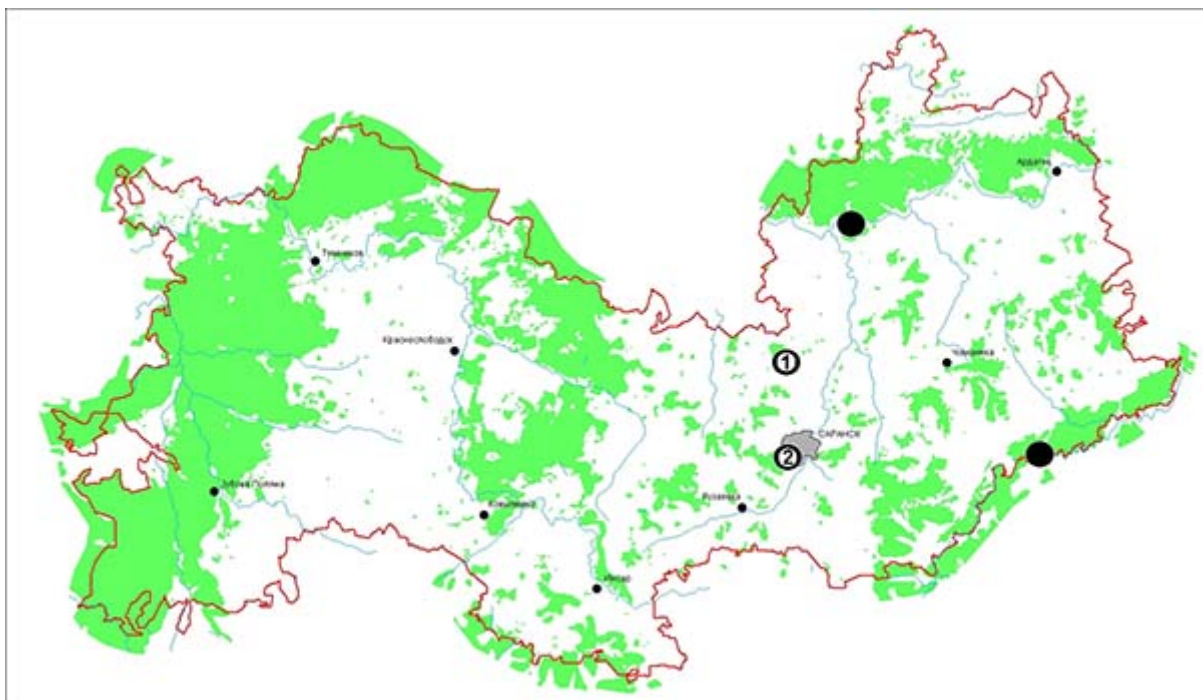 Ардатов
Темников
Краснослободск
Чамзинка
1
САРАНСК
2
Зубова Поляна
Рузаевка
Ковылкино
Инсар